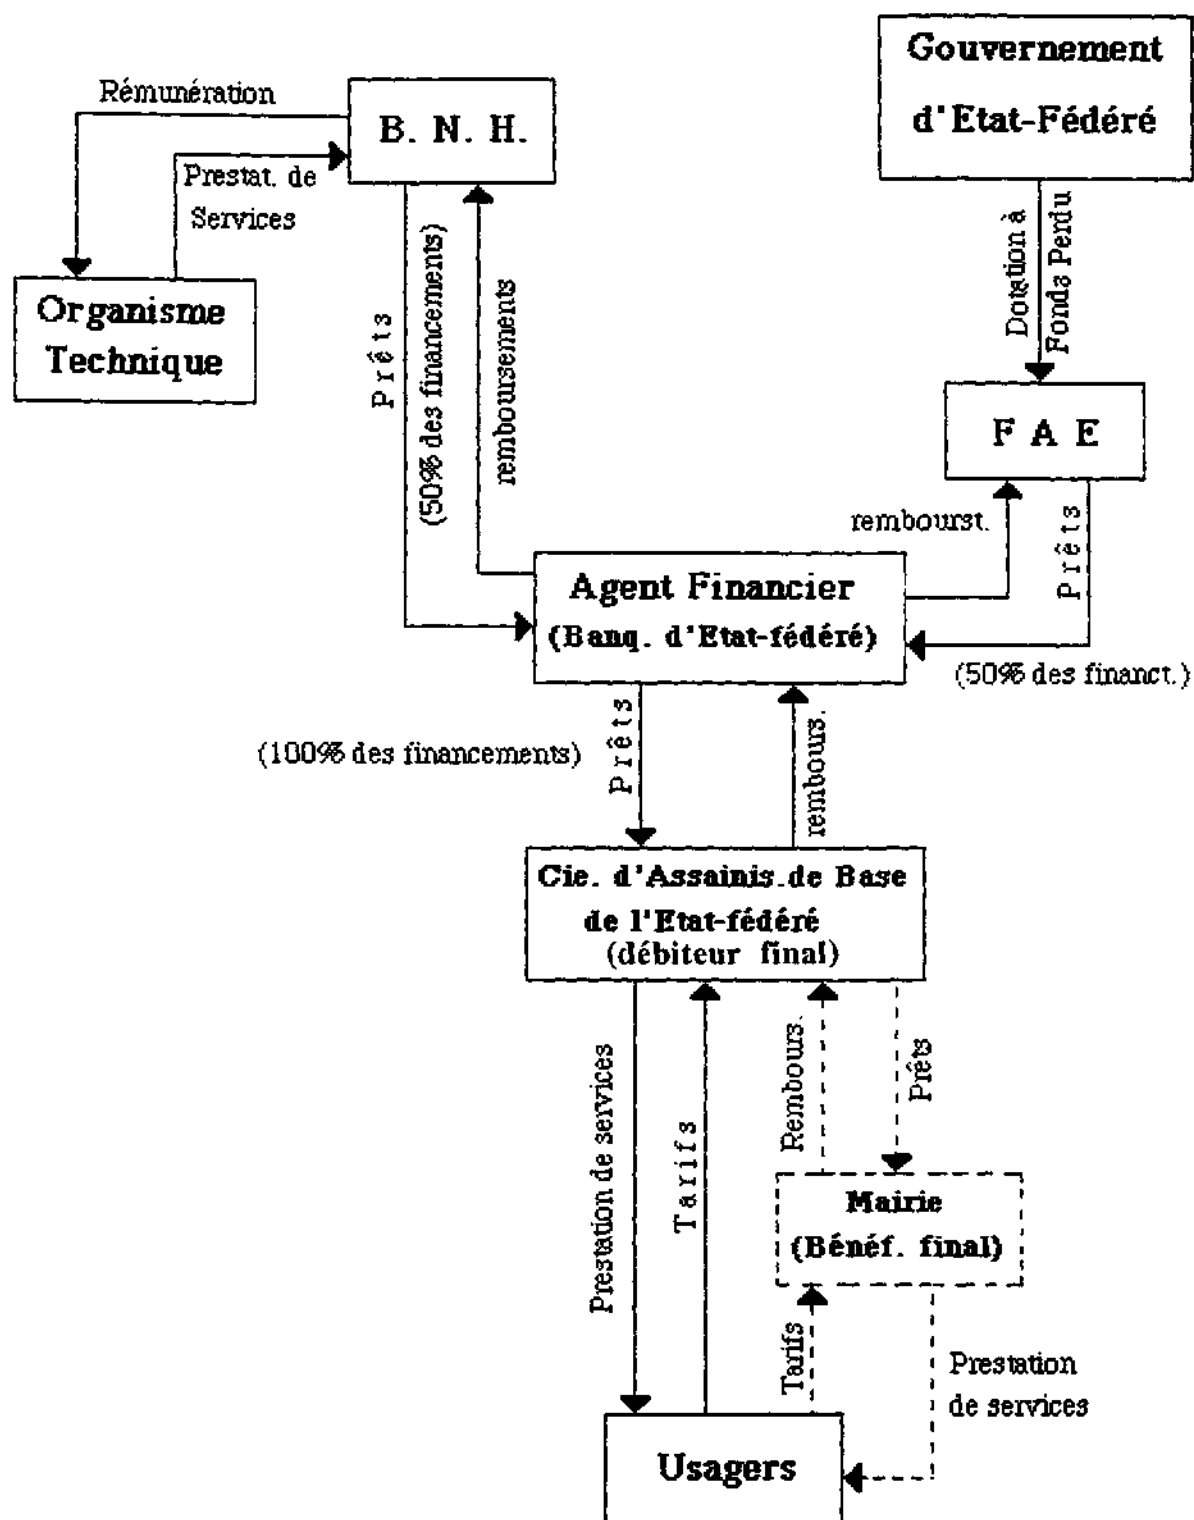 Gouvernement
d'Etat-Fédéré
Rémunération
B. N. H.
Prestat. de
Services
Organisme
Technique
Prêts
(50% des financements)
remboursements
Dotation à
Fonds Perdu
F A E
rembourst.
Prêts
(50% des financt.)
Agent Financier
(Banq. d'Etat-fédéré)
(100% des financements)
Prêts
rembours.
Cie. d'Assainis.de Base
de l'Etat-fédéré
(débiteur final)
Prestation de services
Tarifs
Rembours.
Prêts
Mairie
(Bénéf. final)
Tarifs
Prestation
de services
Usagers